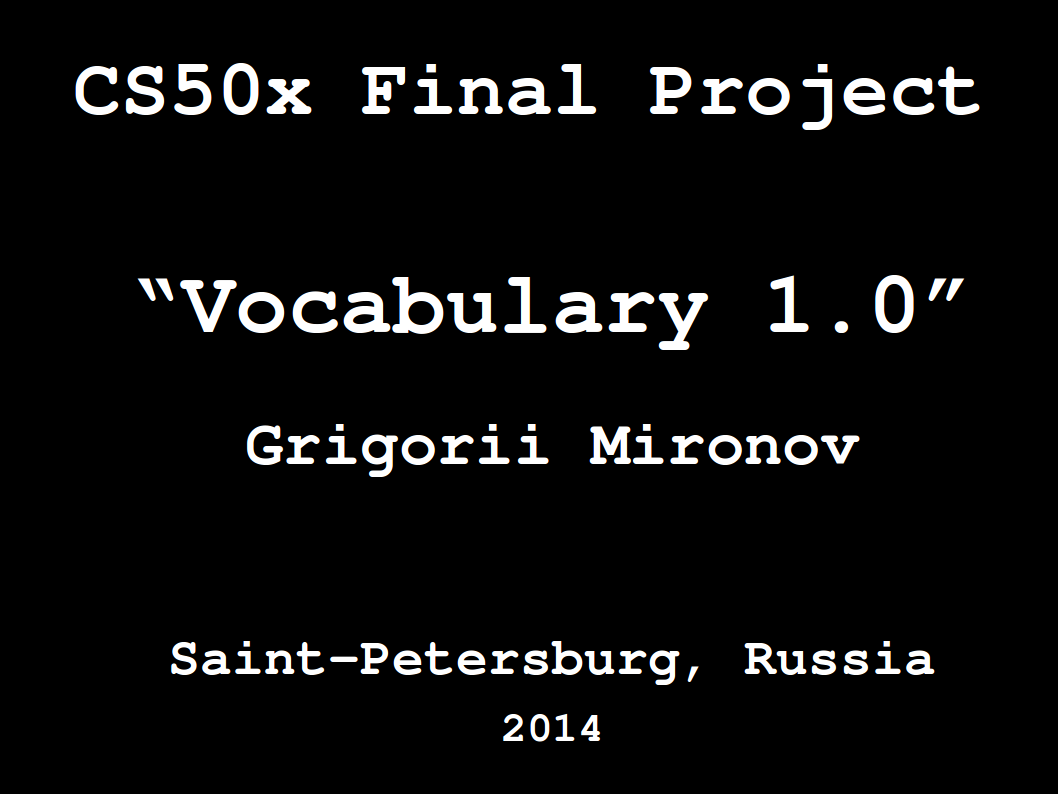 CS50x Final Project
“Vocabulary 1.0”
Grigorii Mironov
Saint-Petersburg, Russia
2014